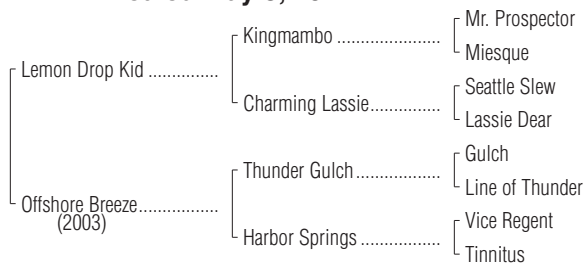 Mr. Prospector
Kingmambo ..................
Miesque
Lemon Drop Kid ..............
Seattle Slew
Charming Lassie................
Lassie Dear
Gulch
Thunder Gulch ..................
Line of Thunder
Offshore Breeze................
(2003)
Vice Regent
Harbor Springs .................
Tinnitus